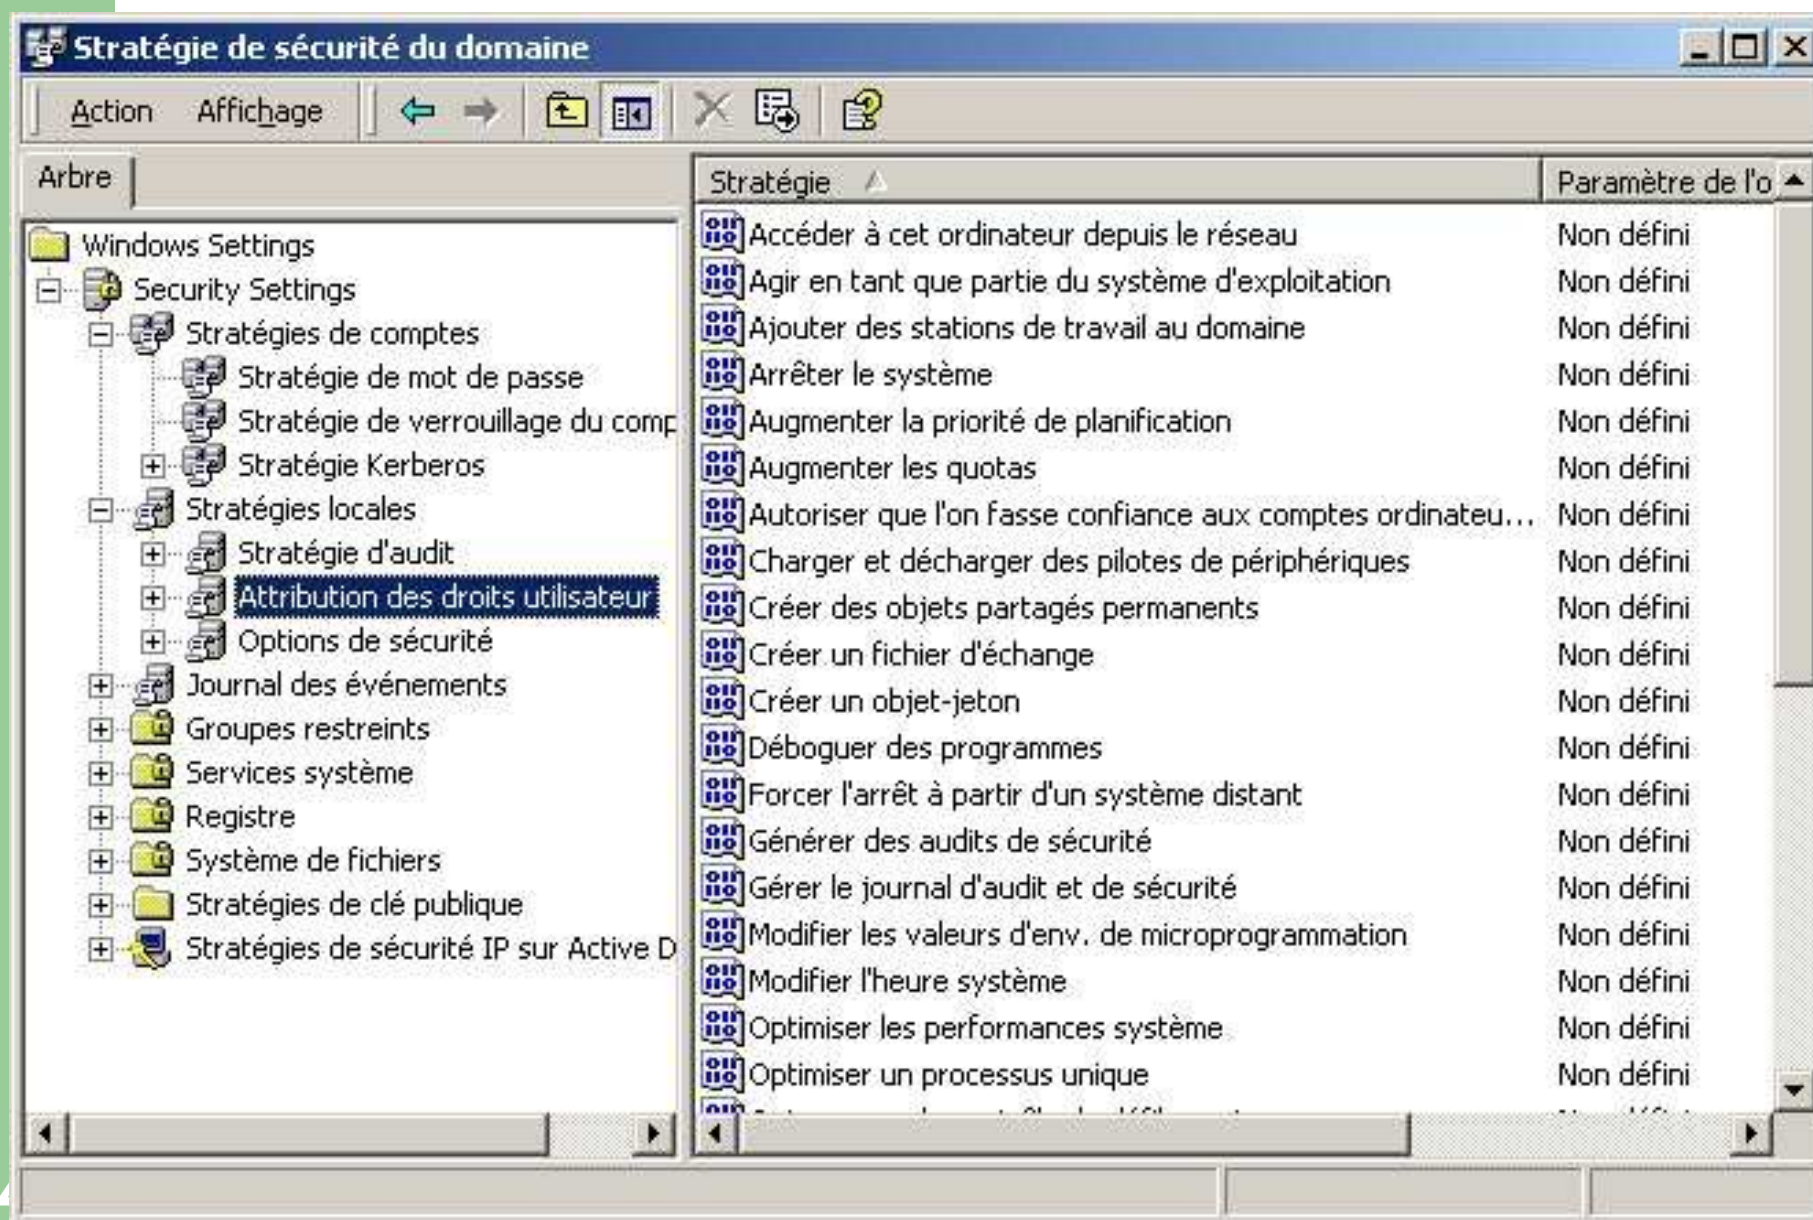 Stratégie de sécurité du domaine
Action Affichage
Arbre
Windows Settings
Security Settings
Stratégies de comptes
Stratégie de mot de passe
Stratégie de verrouillage du comp
Stratégie Kerberos
Stratégies locales
Stratégie d'audit
Attribution des droits utilisateur
Options de sécurité
Journal des événements
Groupes restreints
Services système
Registre
Système de fichiers
Stratégies de clé publique
Stratégies de sécurité IP sur Active D
Stratégie Paramètre de l'o
Accéder à cet ordinateur depuis le réseau Non défini
Agir en tant que partie du système d'exploitation Non défini
Ajouter des stations de travail au domaine Non défini
Arrêter le système Non défini
Augmenter la priorité de planification Non défini
Augmenter les quotas Non défini
Autoriser que l'on fasse confiance aux comptes ordinateu... Non défini
Charger et décharger des pilotes de périphériques Non défini
Créer des objets partagés permanents Non défini
Créer un fichier d'échange Non défini
Créer un objet-jeton Non défini
Déboguer des programmes Non défini
Forcer l'arrêt à partir d'un système distant Non défini
Générer des audits de sécurité Non défini
Gérer le journal d'audit et de sécurité Non défini
Modifier les valeurs d'env. de microprogrammation Non défini
Modifier l'heure système Non défini
Optimiser les performances système Non défini
Optimiser un processus unique Non défini